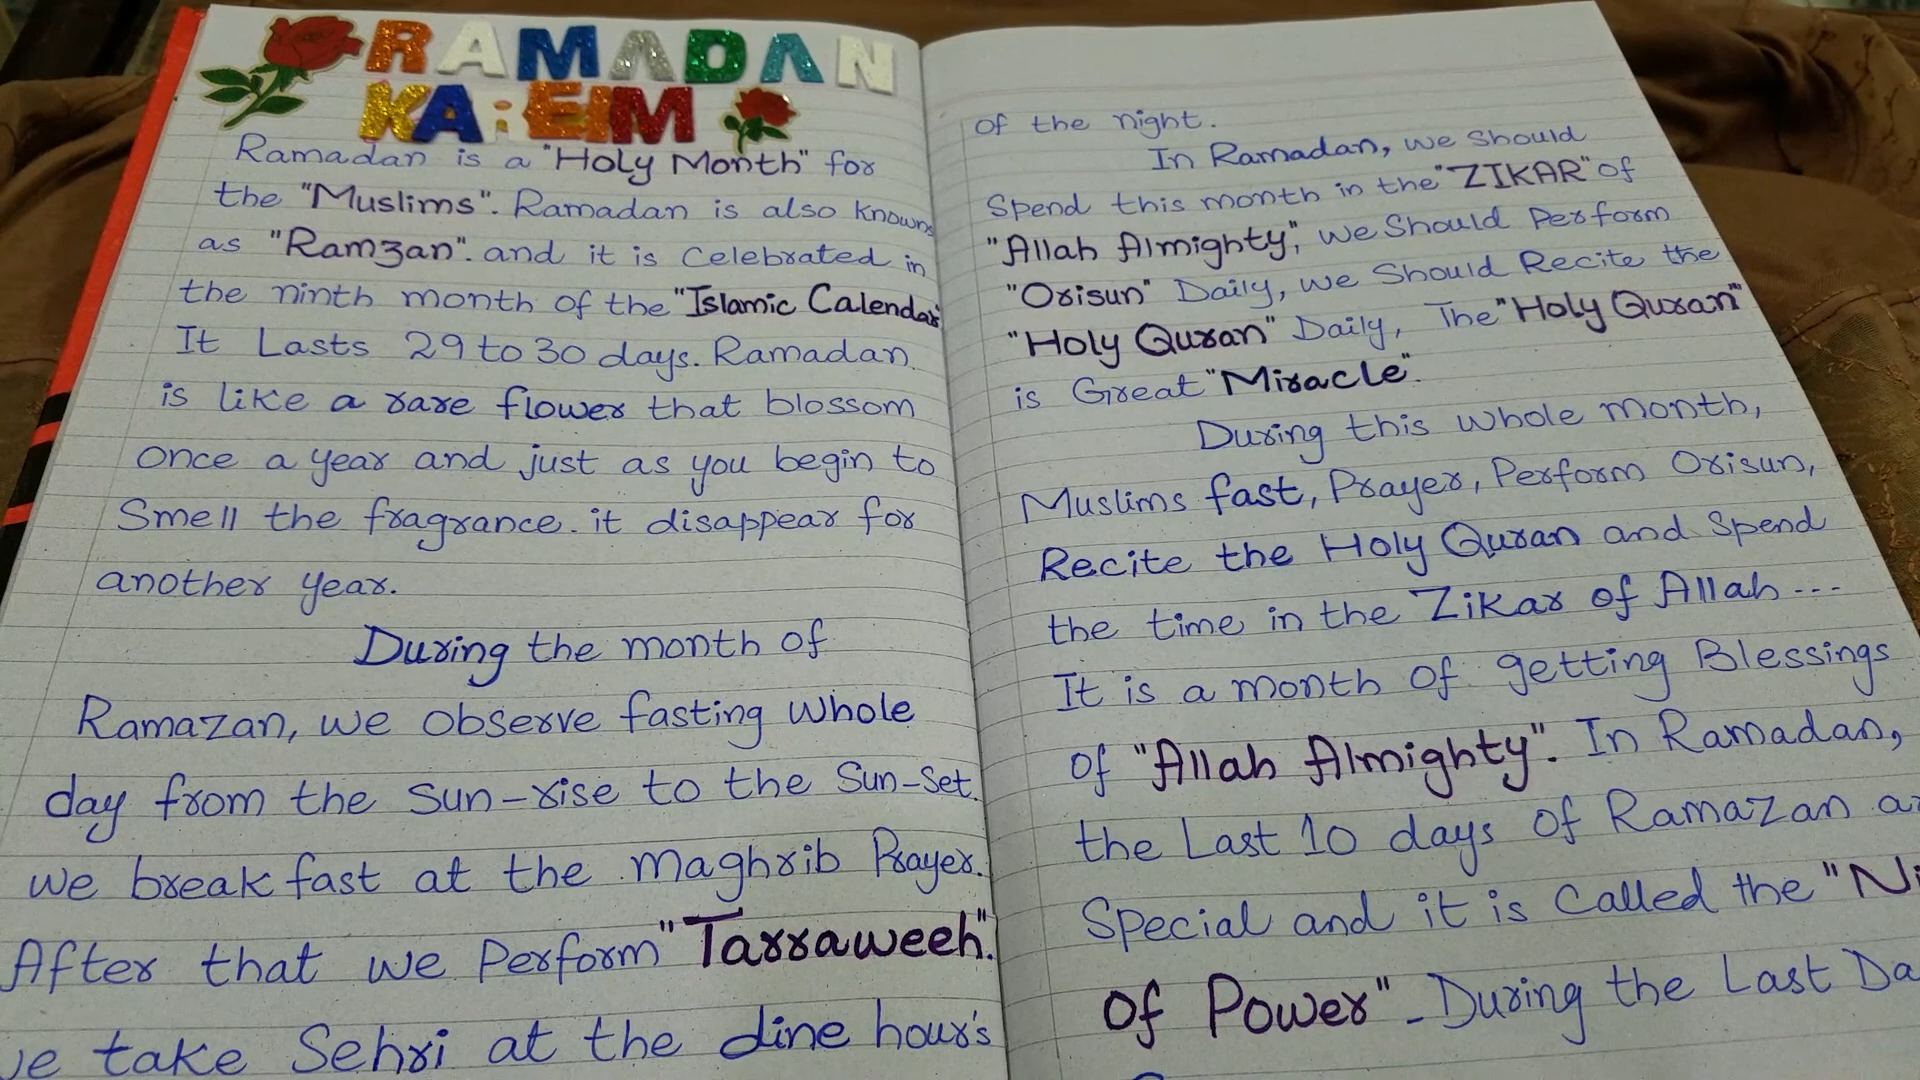 RAMADAN
KAREEM
Ramadan is a "Holy Month" for
the "Muslims". Ramadan is also knowns
as "Ramzan". and it is celebrated in
the ninth month of the "Islamic Calendar"
It Lasts 29 to 30 days. Ramadan
is like a rare flower that blossom
once a year and just as you begin to
Smell the fragrance. it disappear for
another year.
During the month of
Ramazan, we observe fasting whole
day from the Sun-rise to the Sun-Set.
we break fast at the Maghrib Prayer.
After that we Perform "Tarraweeh".
we take Sehri at the dine hour's
of the night.
In Ramadan, we should
Spend this month in the "ZIKAR" of
"Allah Almighty", we Should Perform
"Orisun" Daily, we Should Recite the
"Holy Quran" Daily, The "Holy Quran"
is Great "Miracle".
During this whole month,
Muslims fast, Prayer, Perform Orisun,
Recite the Holy Quran and Spend
the time in the Zikar of Allah ---
It is a month of getting Blessings
of "Allah Almighty". In Ramadan,
the Last 10 days of Ramazan
Special and it is Called the
of Power"- During the Last